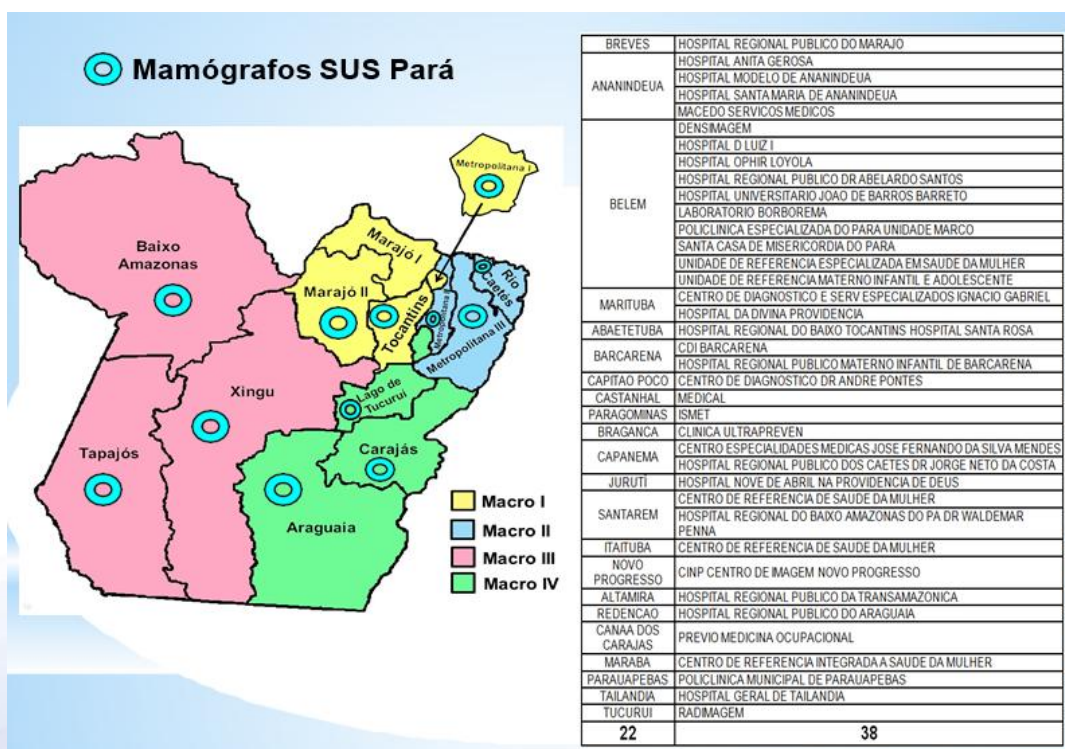 Mamógrafos SUS Pará
Metropolitana I
Marajó I
Baixo
Amazonas
Marajó II
Tocantins
Rio
Caetés
Metropolitana II
Metropolitana III
Xingu
Lago de
Tucuruí
Tapajós
Carajás
Araguaia
Macro I
Macro II
Macro III
Macro IV
BREVES HOSPITAL REGIONAL PUBLICO DO MARAJO
ANANINDEUA
HOSPITAL ANITA GEROSA
HOSPITAL MODELO DE ANANINDEUA
HOSPITAL SANTA MARIA DE ANANINDEUA
MACEDO SERVICOS MEDICOS
BELEM
DENSIMAGEM
HOSPITAL D LUIZ I
HOSPITAL OPHIR LOYOLA
HOSPITAL REGIONAL PUBLICO DR ABELARDO SANTOS
HOSPITAL UNIVERSITARIO JOAO DE BARROS BARRETO
LABORATORIO BORBOREMA
POLICLINICA ESPECIALIZADA DO PARA UNIDADE MARCO
SANTA CASA DE MISERICORDIA DO PARA
UNIDADE DE REFERENCIA ESPECIALIZADA EM SAUDE DA MULHER
UNIDADE DE REFERENCIA MATERNO INFANTIL E ADOLESCENTE
MARITUBA
CENTRO DE DIAGNOSTICO E SERV ESPECIALIZADOS IGNACIO GABRIEL
HOSPITAL DA DIVINA PROVIDENCIA
ABAETETUBA HOSPITAL REGIONAL DO BAIXO TOCANTINS HOSPITAL SANTA ROSA
BARCARENA
CDI BARCARENA
HOSPITAL REGIONAL PUBLICO MATERNO INFANTIL DE BARCARENA
CAPITAO POCO CENTRO DE DIAGNOSTICO DR ANDRE PONTES
CASTANHAL MEDICAL
PARAGOMINAS ISMET
BRAGANCA CLINICA ULTRAPREVEN
CAPANEMA
CENTRO ESPECIALIDADES MEDICAS JOSE FERNANDO DA SILVA MENDES
HOSPITAL REGIONAL PUBLICO DOS CAETES DR JORGE NETO DA COSTA
JURUTI HOSPITAL NOVE DE ABRIL NA PROVIDENCIA DE DEUS
SANTAREM
CENTRO DE REFERENCIA DE SAUDE DA MULHER
HOSPITAL REGIONAL DO BAIXO AMAZONAS DO PA DR WALDEMAR
PENNA
ITAITUBA CENTRO DE REFERENCIA DE SAUDE DA MULHER
NOVO
PROGRESSO
CINP CENTRO DE IMAGEM NOVO PROGRESSO
ALTAMIRA HOSPITAL REGIONAL PUBLICO DA TRANSAMAZONICA
REDENCAO HOSPITAL REGIONAL PUBLICO DO ARAGUAIA
CANAA DOS
CARAJAS
PREVIO MEDICINA OCUPACIONAL
MARABA CENTRO DE REFERENCIA INTEGRADA A SAUDE DA MULHER
PARAUAPEBAS POLICLINICA MUNICIPAL DE PARAUAPEBAS
TAILANDIA HOSPITAL GERAL DE TAILANDIA
TUCURUI RADIMAGEM
22 38